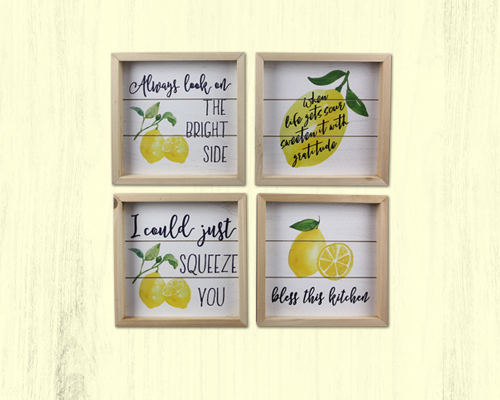 Always look on
THE
BRIGHT
SIDE
When
life gets sour
sweeten it with
gratitude
I could just
SQUEEZE
YOU
bless this kitchen